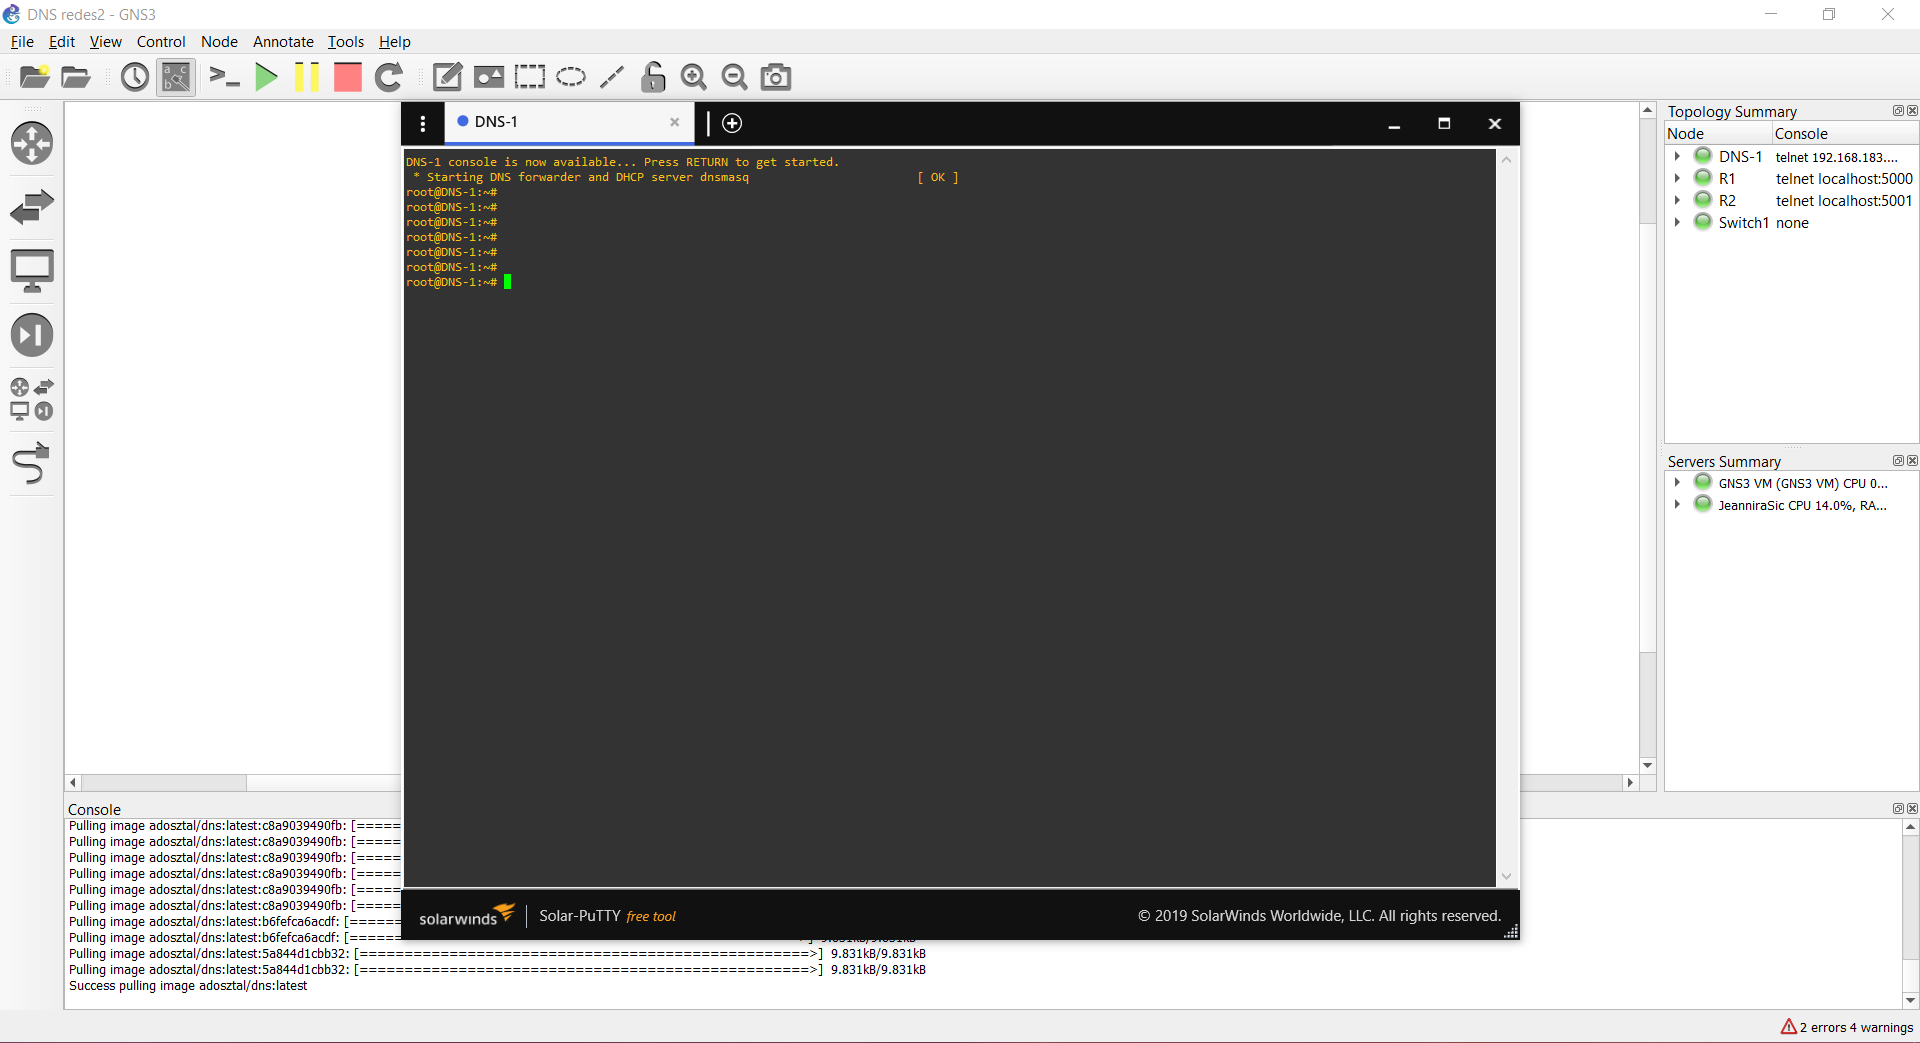 DNS redes2 - GNS3
File Edit View Control Node Annotate Tools Help
DNS-1
DNS-1 console is now available... Press RETURN to get started.
* Starting DNS forwarder and DHCP server dnsmasq [ OK ]
root@DNS-1:~#
root@DNS-1:~#
root@DNS-1:~#
root@DNS-1:~#
root@DNS-1:~#
root@DNS-1:~#
root@DNS-1:~#
solarwinds Solar-PuTTY free tool © 2019 SolarWinds Worldwide, LLC. All rights reserved.
Topology Summary
Node Console
DNS-1 telnet 192.168.183....
R1 telnet localhost:5000
R2 telnet localhost:5001
Switch1 none
Servers Summary
GNS3 VM (GNS3 VM) CPU 0...
JeanniraSic CPU 14.0%, RA...
Console
Pulling image adosztal/dns:latest:c8a9039490fb: [=====
Pulling image adosztal/dns:latest:c8a9039490fb: [=====
Pulling image adosztal/dns:latest:c8a9039490fb: [=====
Pulling image adosztal/dns:latest:c8a9039490fb: [=====
Pulling image adosztal/dns:latest:c8a9039490fb: [=====
Pulling image adosztal/dns:latest:c8a9039490fb: [=====
Pulling image adosztal/dns:latest:b6fefca6acdf: [======
Pulling image adosztal/dns:latest:b6fefca6acdf: [====== >] 9.831kB/9.831kB
Pulling image adosztal/dns:latest:5a844d1cbb32: [==================================================>] 9.831kB/9.831kB
Pulling image adosztal/dns:latest:5a844d1cbb32: [==================================================>] 9.831kB/9.831kB
Success pulling image adosztal/dns:latest
2 errors 4 warnings